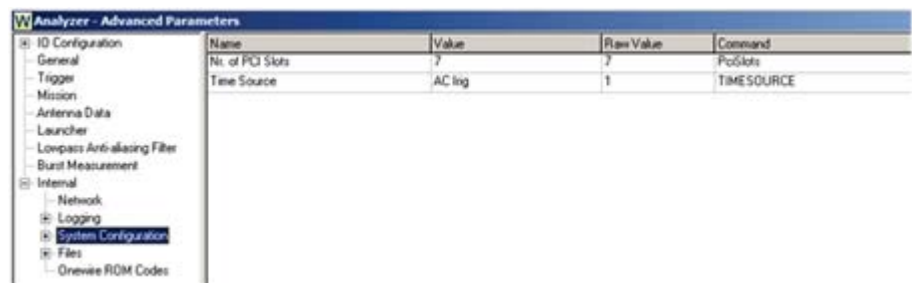 W Analyzer - Advanced Parameters
IO Configuration
General
Trigger
Mission
Antenna Data
Launcher
Lowpass Anti-aliasing Filter
Burst Measurement
Internal
Network
Logging
System Configuration
Files
Onewire ROM Codes
Name Value Raw Value Command
Nr. of PCI Slots 7 7 PciSlots
Time Source AC Irig 1 TIMESOURCE